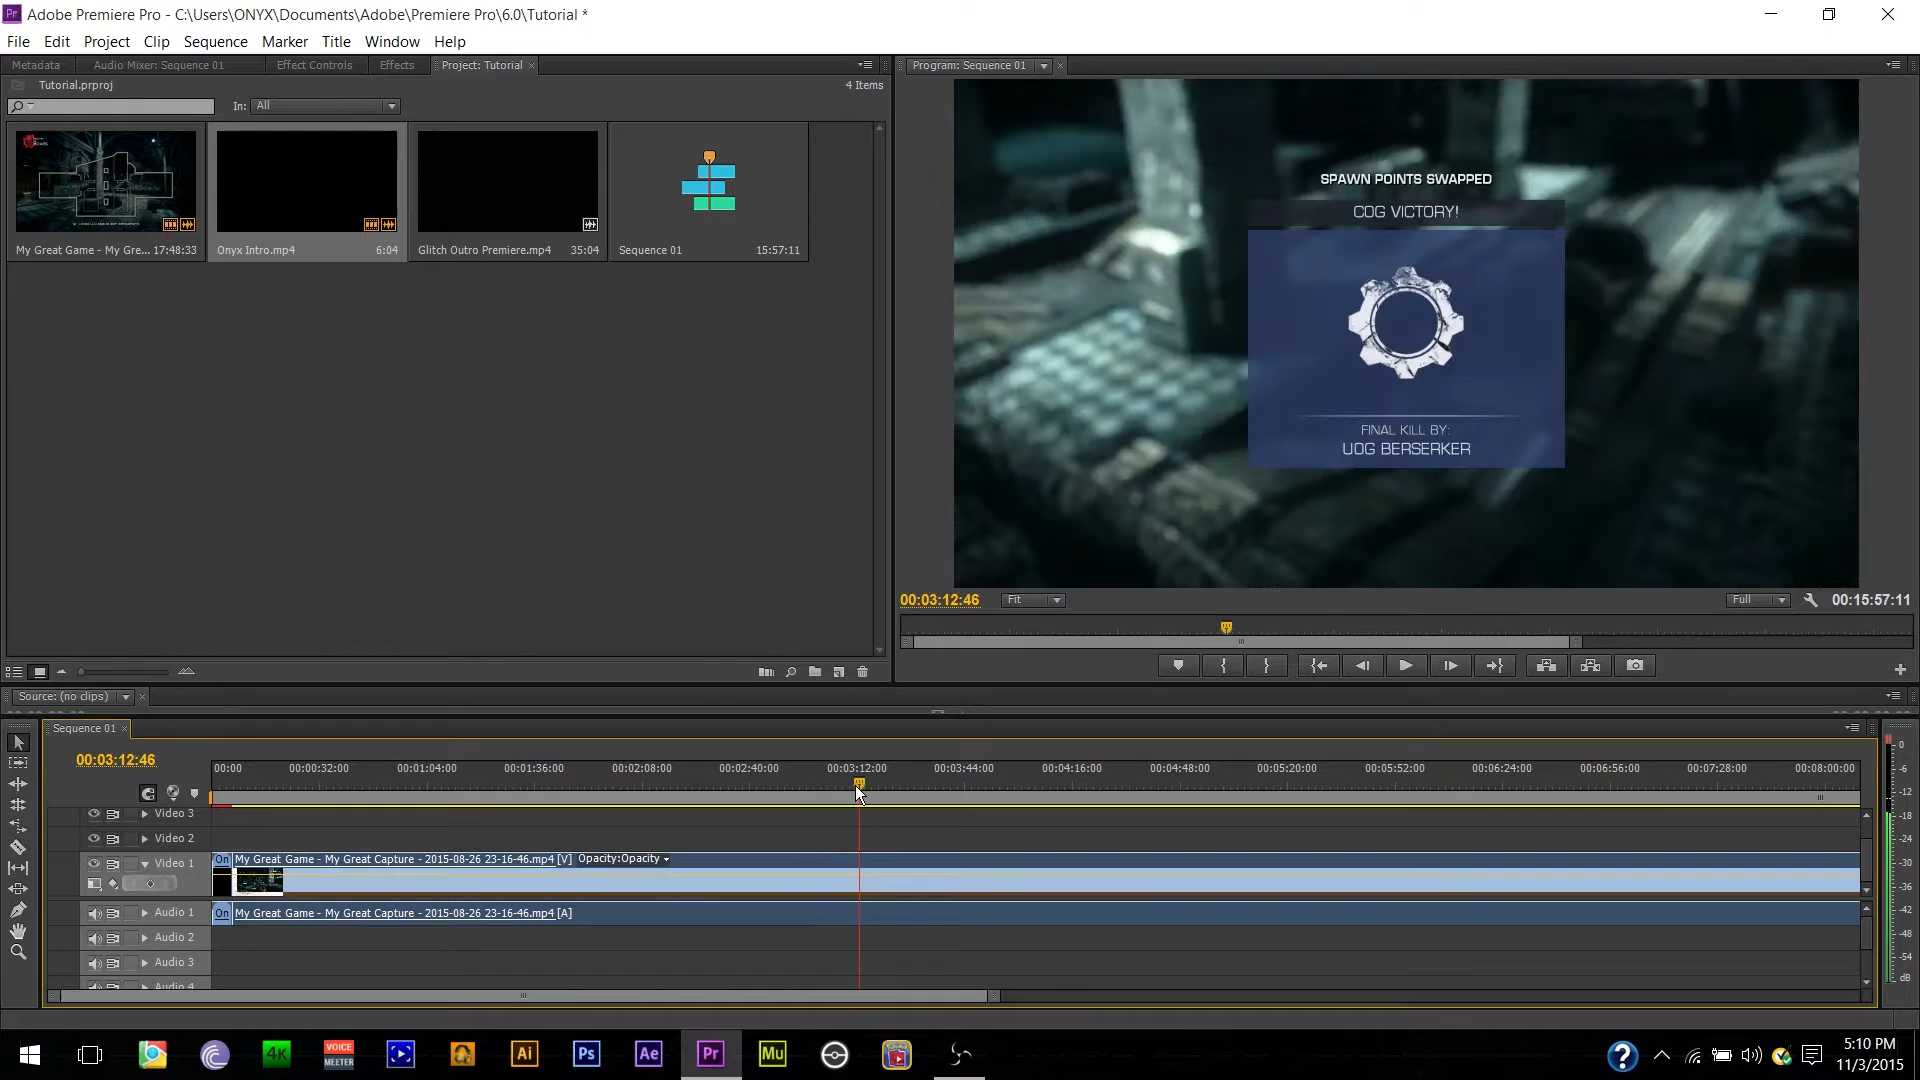 Adobe Premiere Pro - C:\Users\ONYX\Documents\Adobe\Premiere Pro\6.0\Tutorial *
File Edit Project Clip Sequence Marker Title Window Help
Metadata Audio Mixer: Sequence 01 Effect Controls Effects Project: Tutorial
Program: Sequence 01
Tutorial.prproj 4 Items
In: All
My Great Game - My Gre... 17:48:33
Onyx Intro.mp4 6:04
Glitch Outro Premiere.mp4 35:04
Sequence 01 15:57:11
SPAWN POINTS SWAPPED
COG VICTORY!
FINAL KILL BY:
UOG BERSERKER
00:03:12:46 Fit Full 00:15:57:11
Source: (no clips)
Sequence 01
00:03:12:46
00:00 00:00:32:00 00:01:04:00 00:01:36:00 00:02:08:00 00:02:40:00 00:03:12:00 00:03:44:00 00:04:16:00 00:04:48:00 00:05:20:00 00:05:52:00 00:06:24:00 00:06:56:00 00:07:28:00 00:08:00:00
Video 3
Video 2
Video 1
On My Great Game - My Great Capture - 2015-08-26 23-16-46.mp4 [V] Opacity:Opacity
Audio 1
On My Great Game - My Great Capture - 2015-08-26 23-16-46.mp4 [A]
Audio 2
Audio 3
Audio 4
0
-6
-12
-18
-24
-30
-36
-42
-48
-54
dB
4K
VOICE
MEETER
Ai Ps Ae Pr Mu
5:10 PM
11/3/2015